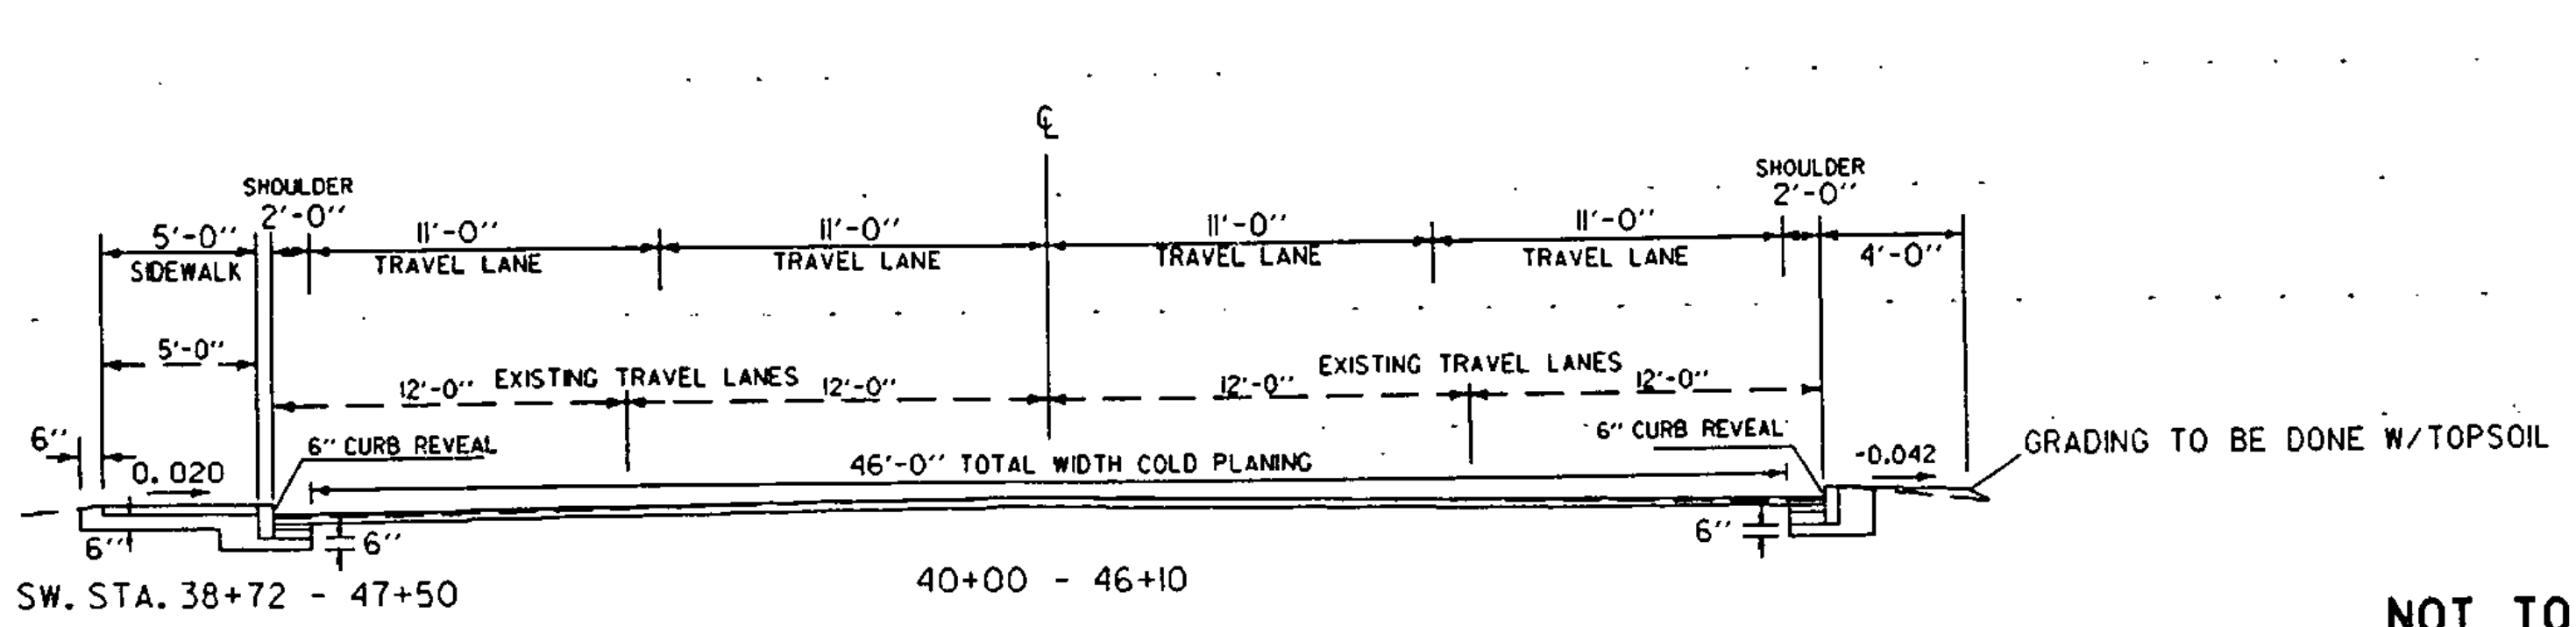 ℄
SHOULDER
2'-0"
SHOULDER
2'-0"
5'-0"
SIDEWALK
11'-0"
TRAVEL LANE
11'-0"
TRAVEL LANE
11'-0"
TRAVEL LANE
11'-0"
TRAVEL LANE
4'-0"
5'-0"
12'-0" EXISTING TRAVEL LANES 12'-0"
EXISTING TRAVEL LANES
12'-0" 12'-0"
6"
0.020
6" CURB REVEAL
46'-0" TOTAL WIDTH COLD PLANING
6" CURB REVEAL
-0.042
GRADING TO BE DONE W/TOPSOIL
6"
6"
6"
SW. STA. 38+72 - 47+50
40+00 - 46+10
NOT TO